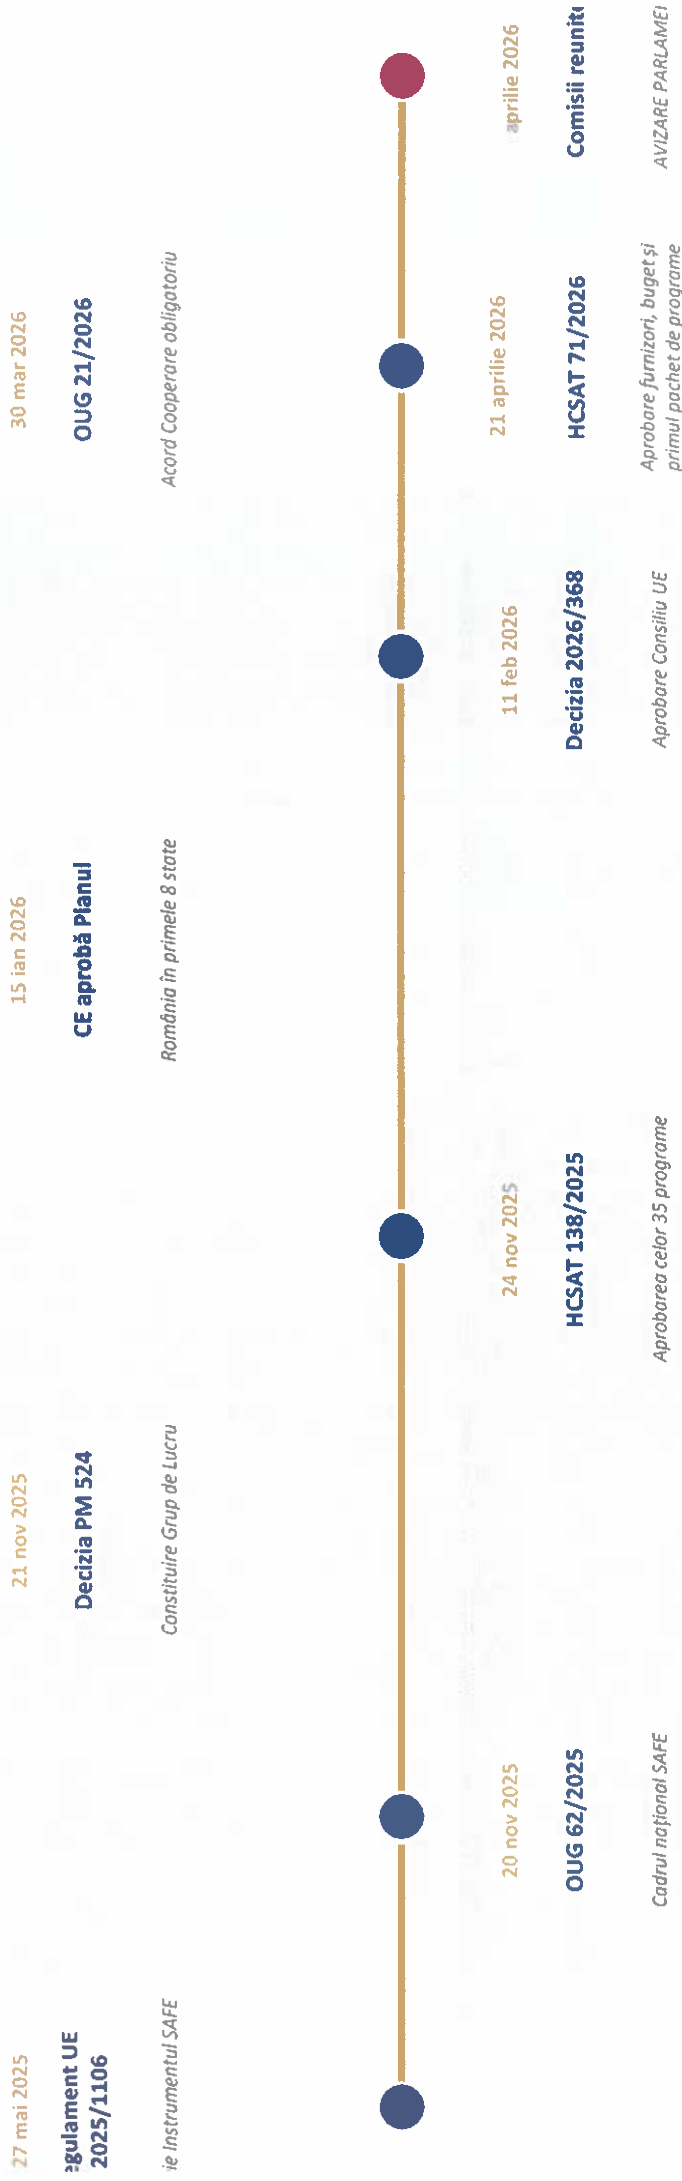 27 mai 2025
egulament UE
2025/1106
ie Instrumentul SAFE
20 nov 2025
OUG 62/2025
Cadrul național SAFE
21 nov 2025
Decizia PM 524
Constituire Grup de Lucru
24 nov 2025
HCSAT 138/2025
Aprobarea celor 35 programe
15 ian 2026
CE aprobă Planul
România în primele 8 state
11 feb 2026
Decizia 2026/368
Aprobare Consiliu UE
30 mar 2026
OUG 21/2026
Acord Cooperare obligatoriu
21 aprilie 2026
HCSAT 71/2026
Aprobare furnizori, buget și
primul pachet de programe
aprilie 2026
Comisii reunite
AVIZARE PARLAME